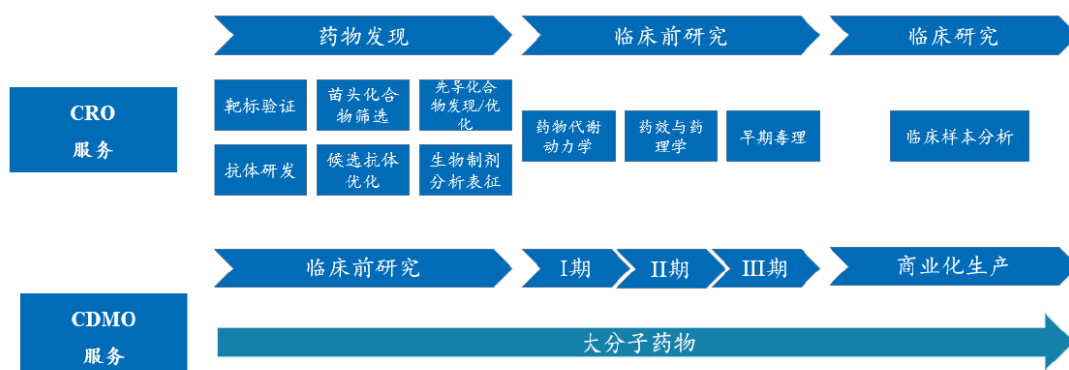 药物发现
临床前研究
临床研究
CRO
服务
靶标验证
苗头化合
物筛选
先导化合
物发现/优
化
药物代谢
动力学
药效与药
理学
早期毒理
临床样本分析
抗体研发
候选抗体
优化
生物制剂
分析表征
临床前研究
I期
II期
III期
商业化生产
CDMO
服务
大分子药物